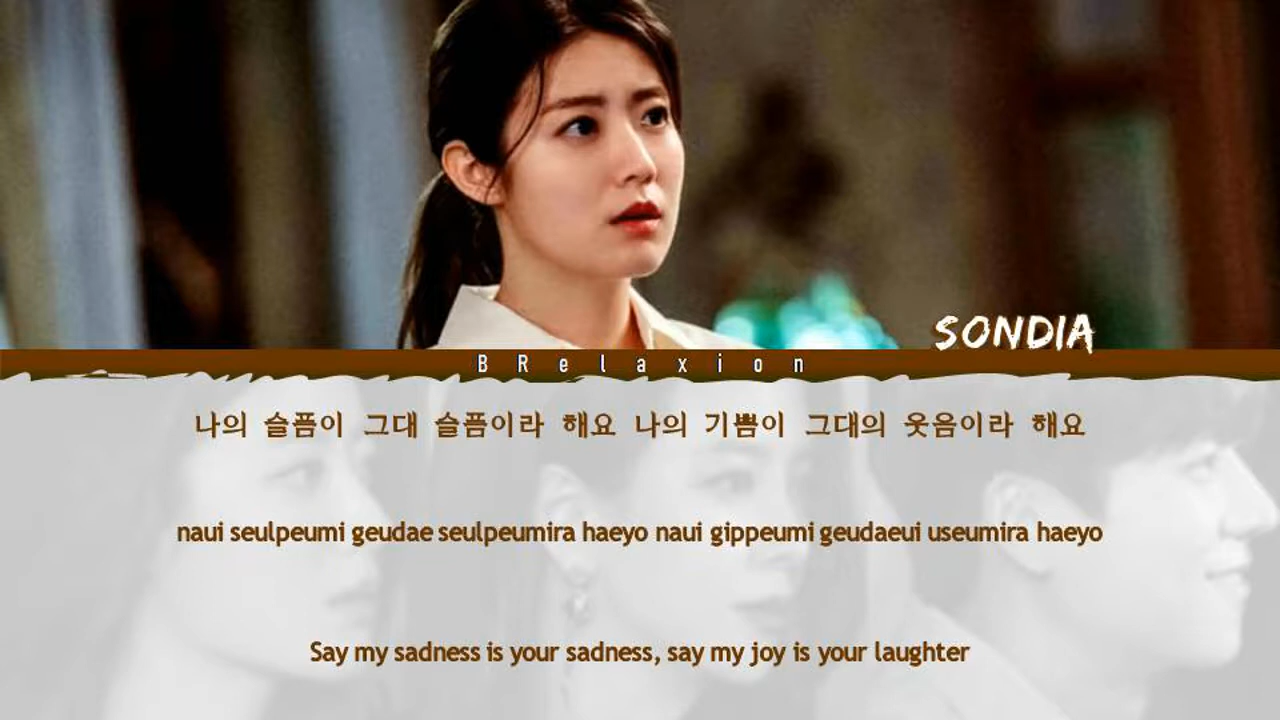 SONDIA
BRelaxion
나의 슬픔이 그대 슬픔이라 해요 나의 기쁨이 그대의 웃음이라 해요
naui seulpeumi geudae seulpeumira haeyo naui gippeumi geudaeui useumira haeyo
Say my sadness is your sadness, say my joy is your laughter